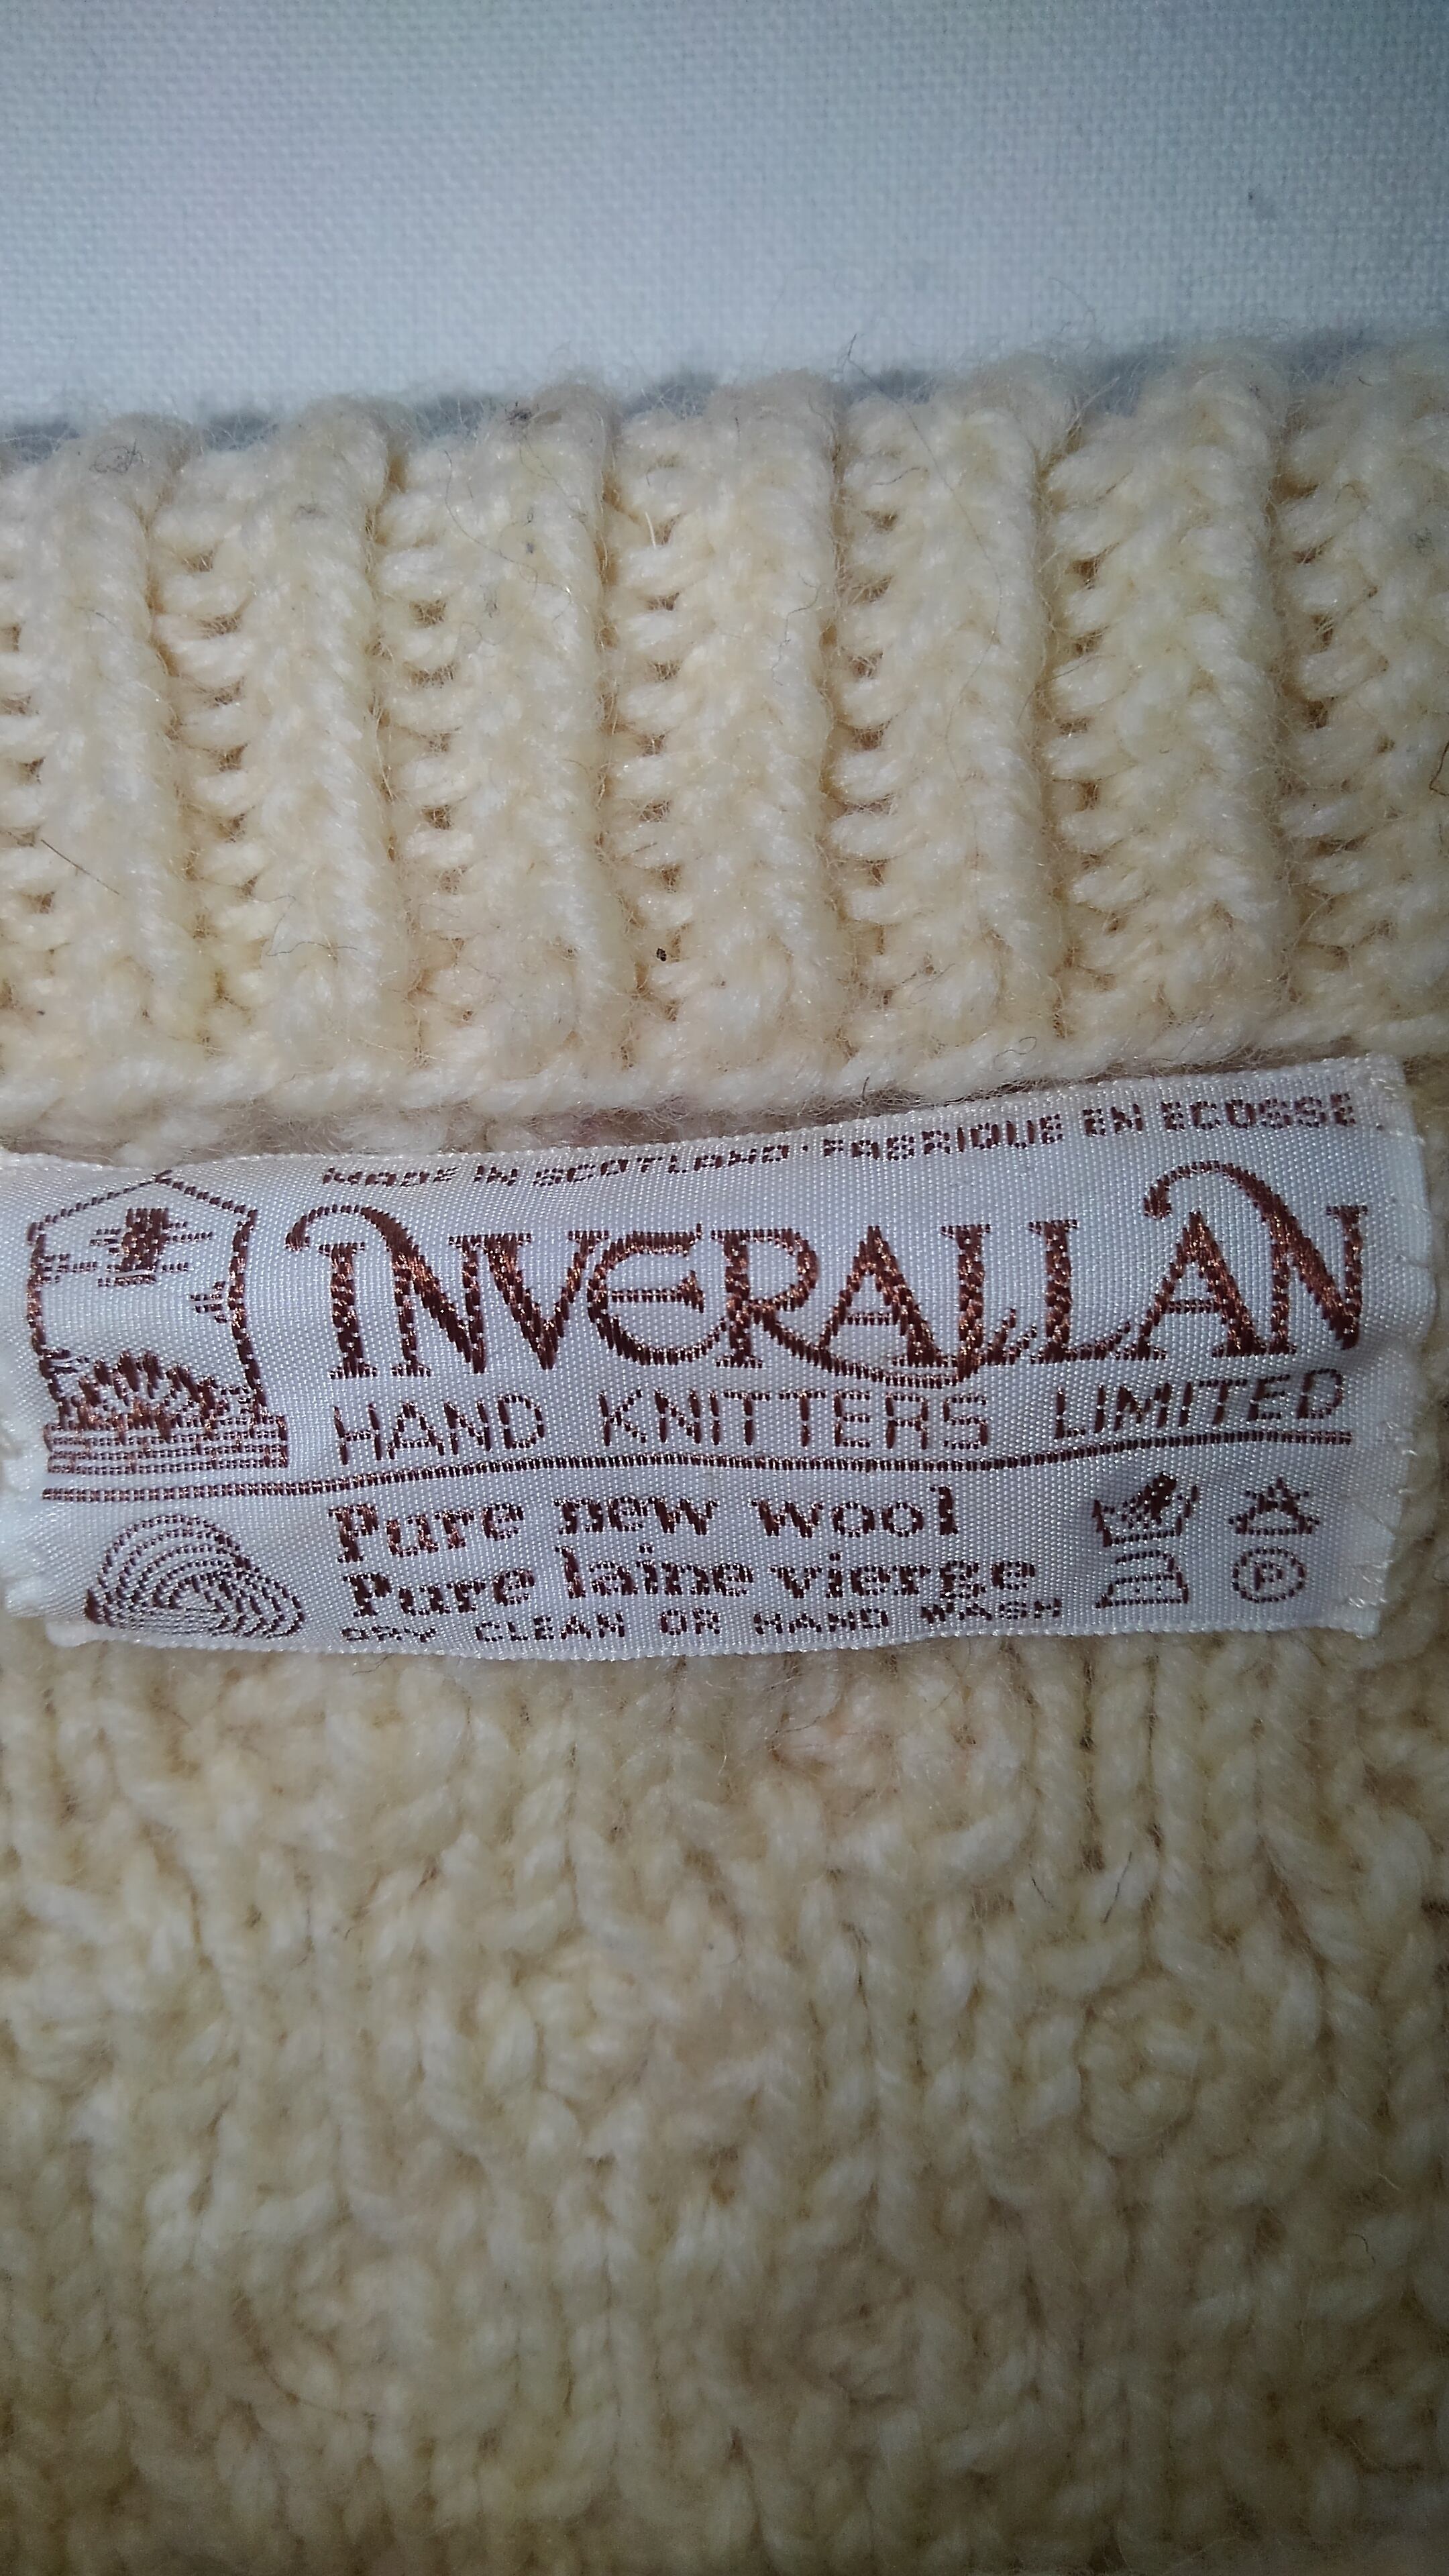 MADE IN SCOTLAND · FABRIQUE EN ECOSSE
INVERALLAN
HAND KNITTERS LIMITED
Pure new wool
Pure laine vierge
DRY CLEAN OR HAND WASH
P